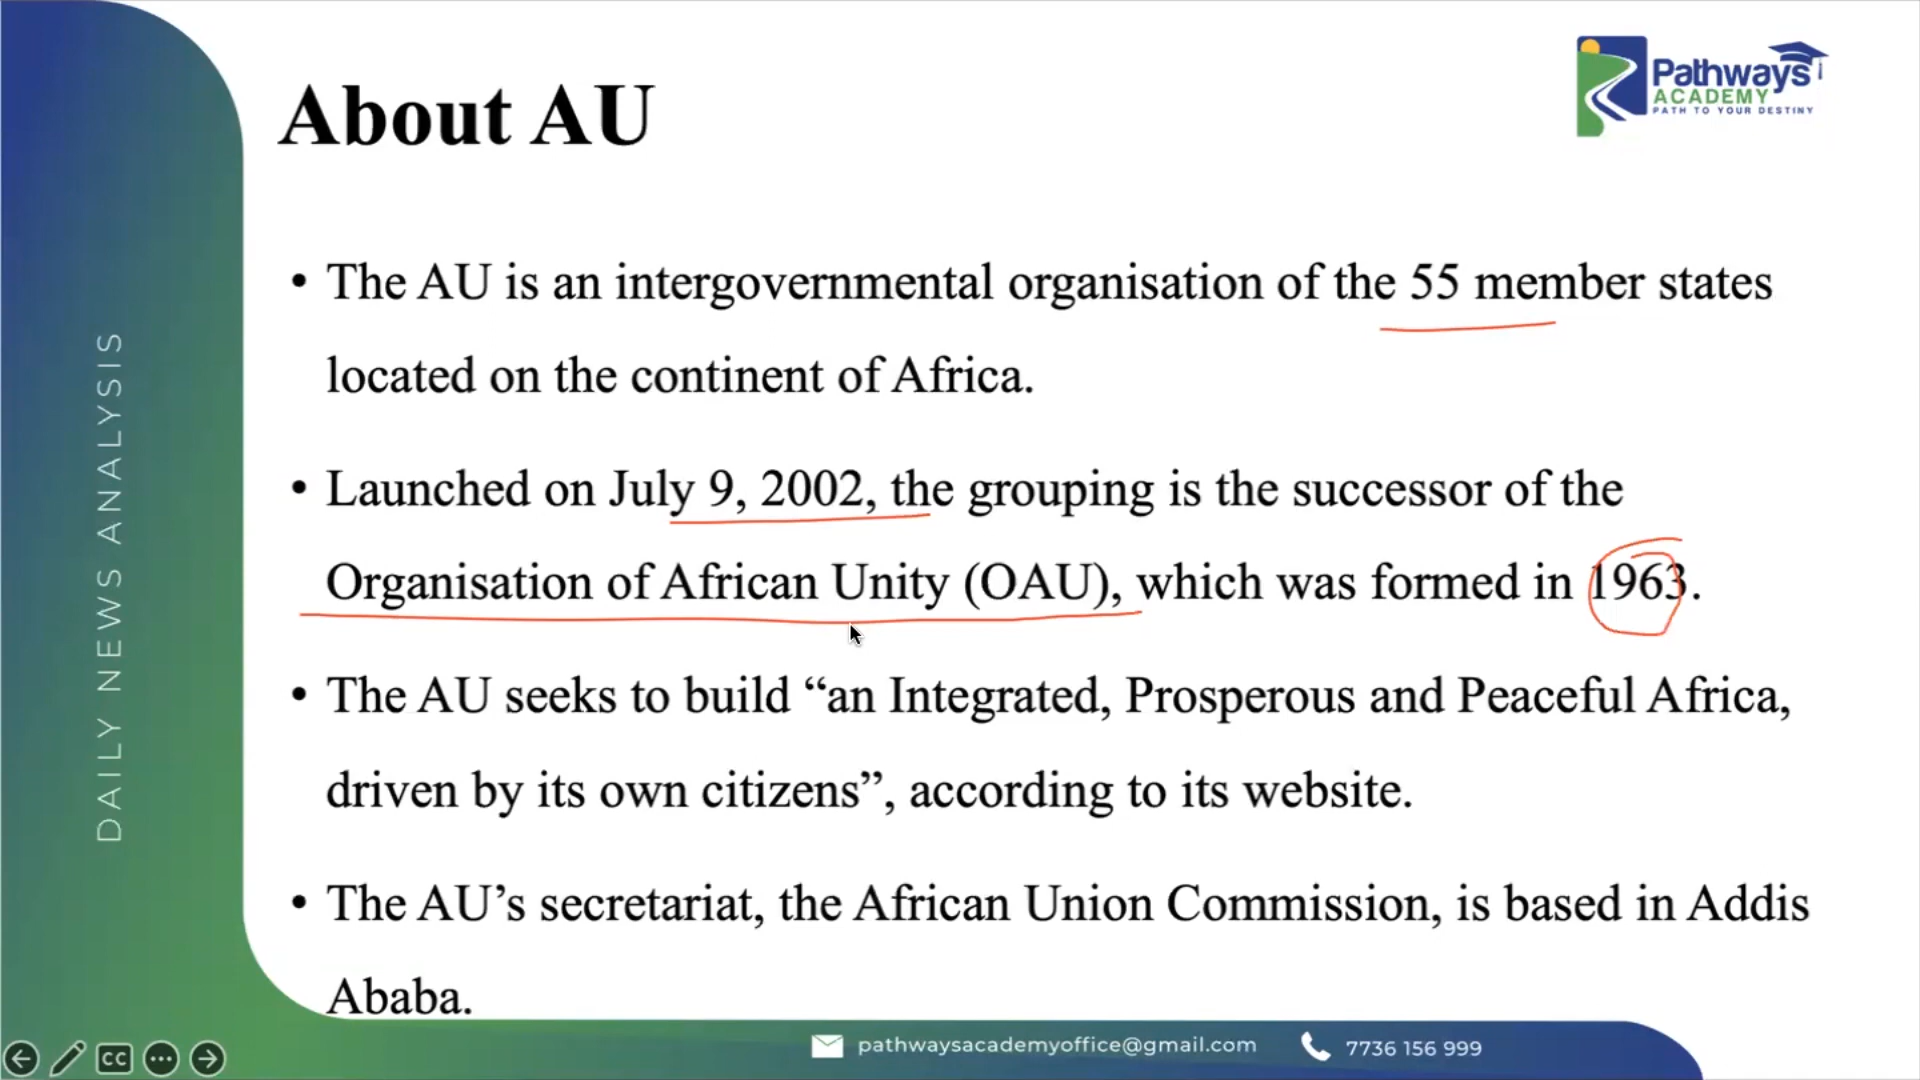 About AU
Pathways
ACADEMY
PATH TO YOUR DESTINY
• The AU is an intergovernmental organisation of the 55 member states
located on the continent of Africa.
• Launched on July 9, 2002, the grouping is the successor of the
Organisation of African Unity (OAU), which was formed in 1963.
• The AU seeks to build “an Integrated, Prosperous and Peaceful Africa,
driven by its own citizens”, according to its website.
• The AU’s secretariat, the African Union Commission, is based in Addis
Ababa.
DAILY NEWS ANALYSIS
CC
pathwaysacademyoffice@gmail.com
7736 156 999